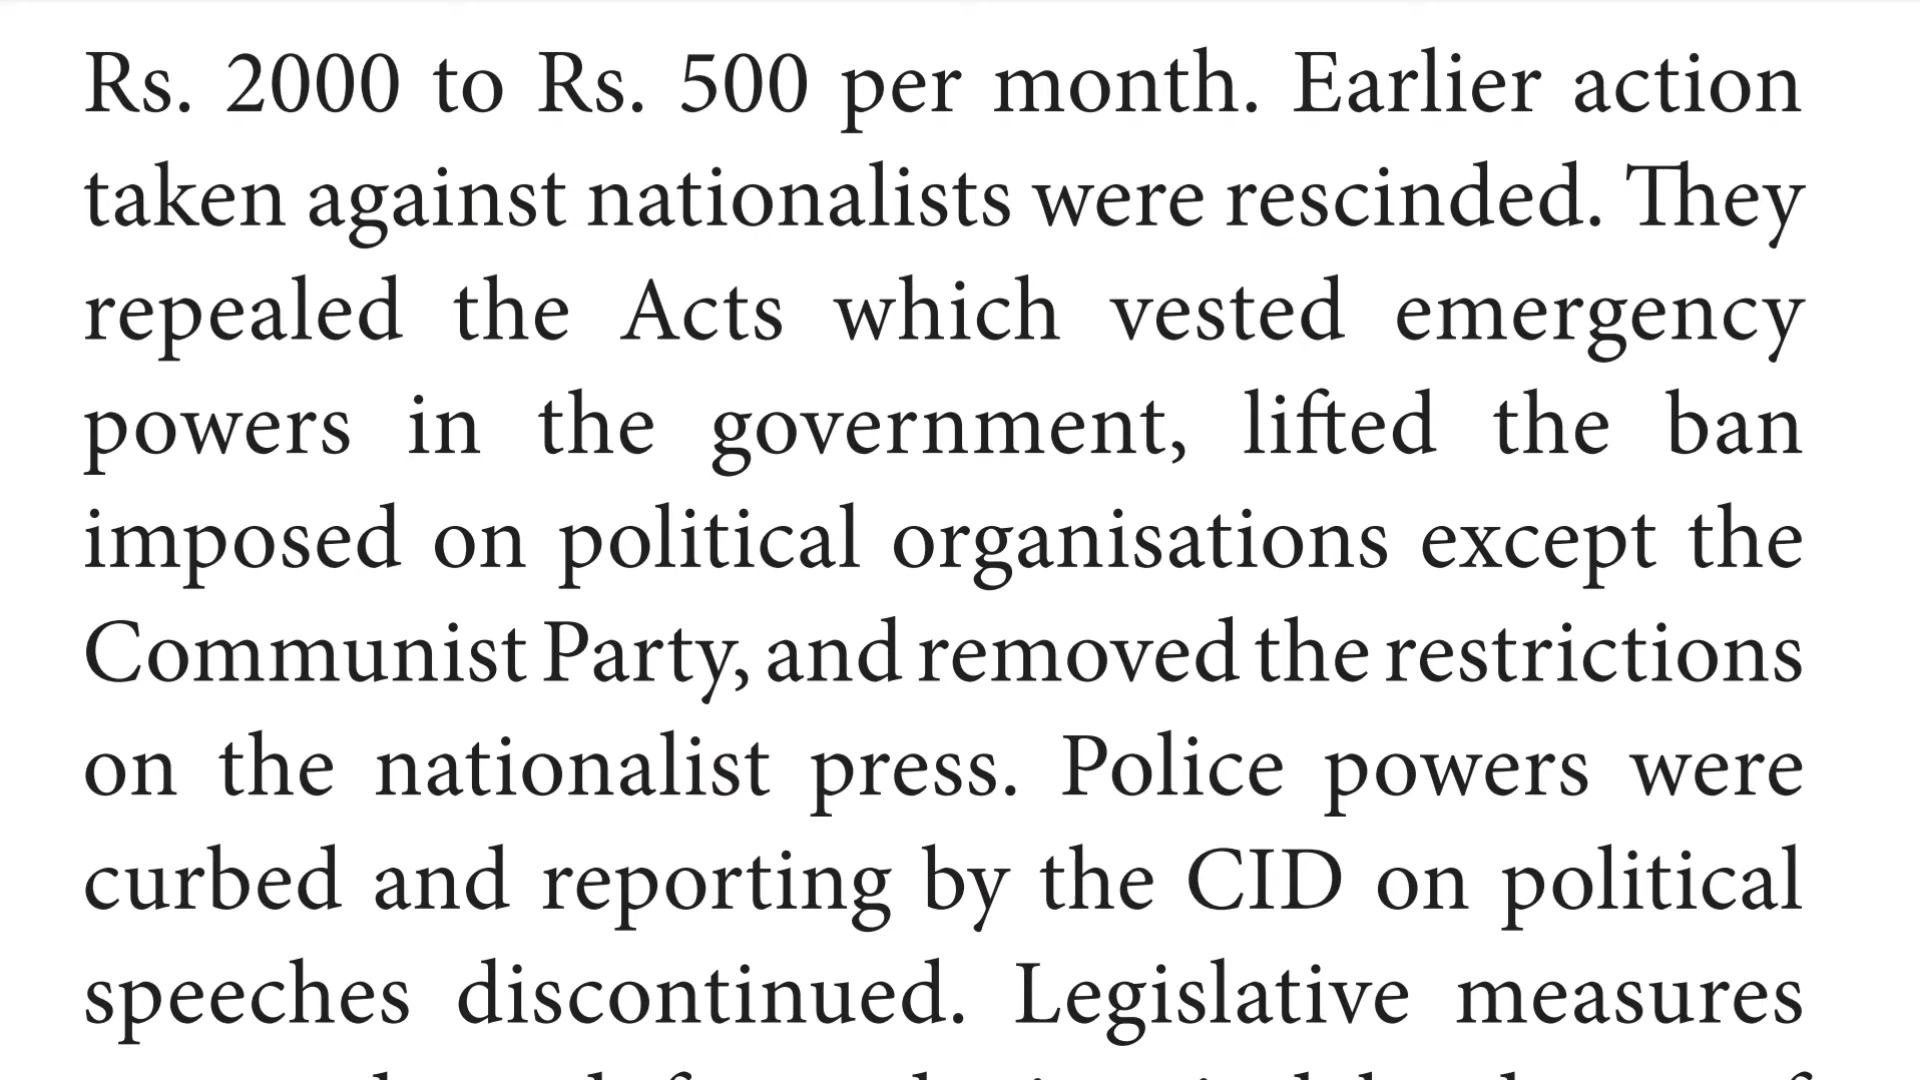 Rs. 2000 to Rs. 500 per month. Earlier action
taken against nationalists were rescinded. They
repealed the Acts which vested emergency
powers in the government, lifted the ban
imposed on political organisations except the
Communist Party, and removed the restrictions
on the nationalist press. Police powers were
curbed and reporting by the CID on political
speeches discontinued. Legislative measures